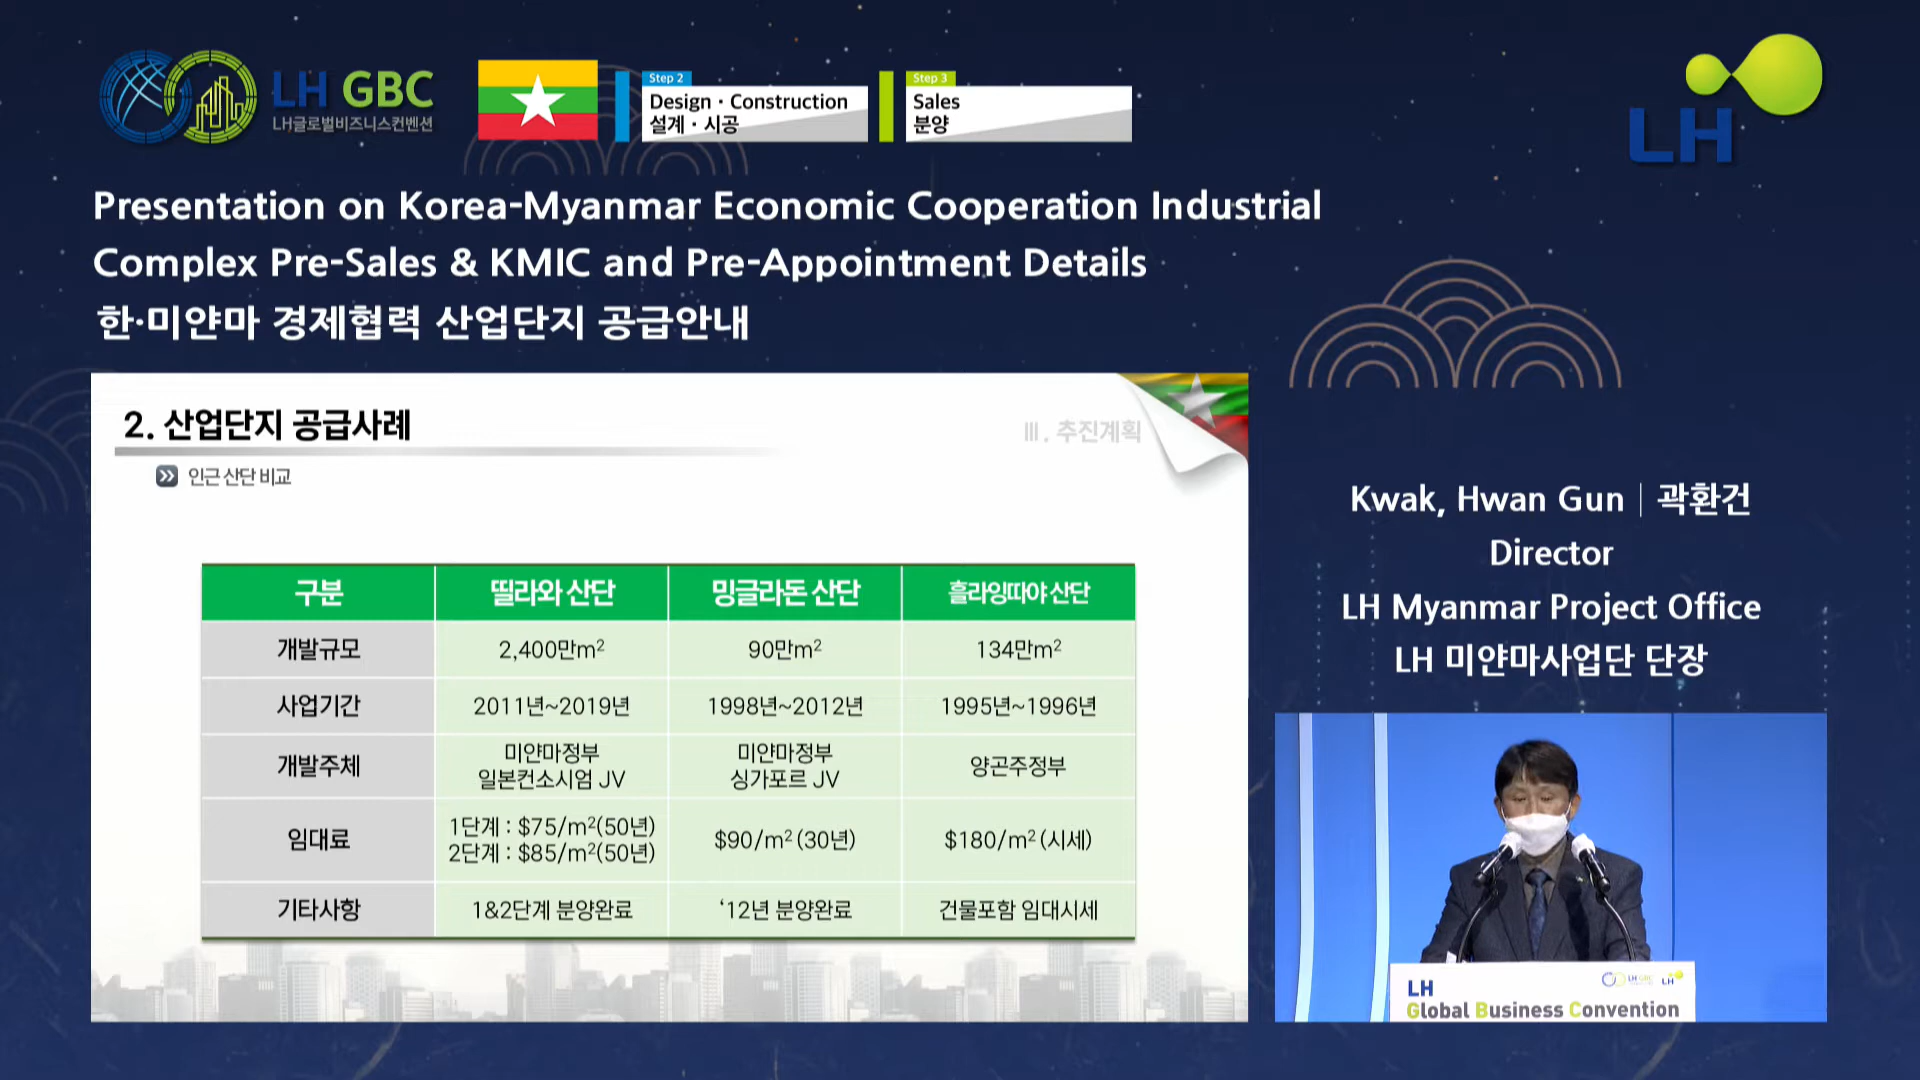 LH GBC
LH글로벌비즈니스컨벤션
Step 2
Design · Construction
설계 · 시공
Step 3
Sales
분양
LH
Presentation on Korea-Myanmar Economic Cooperation Industrial
Complex Pre-Sales & KMIC and Pre-Appointment Details
한·미얀마 경제협력 산업단지 공급안내
2. 산업단지 공급사례
Ⅲ. 추진계획
인근 산단 비교
구분 띨라와 산단 밍글라돈 산단 흘라잉따야 산단
개발규모 2,400만m² 90만m² 134만m²
사업기간 2011년~2019년 1998년~2012년 1995년~1996년
개발주체 미얀마정부 일본컨소시엄 JV 미얀마정부 싱가포르 JV 양곤주정부
임대료 1단계 : $75/m²(50년) 2단계 : $85/m²(50년) $90/m² (30년) $180/m² (시세)
기타사항 1&2단계 분양완료 ‘12년 분양완료 건물포함 임대시세
Kwak, Hwan Gun | 곽환건
Director
LH Myanmar Project Office
LH 미얀마사업단 단장
LH GBC LH
LH
Global Business Convention